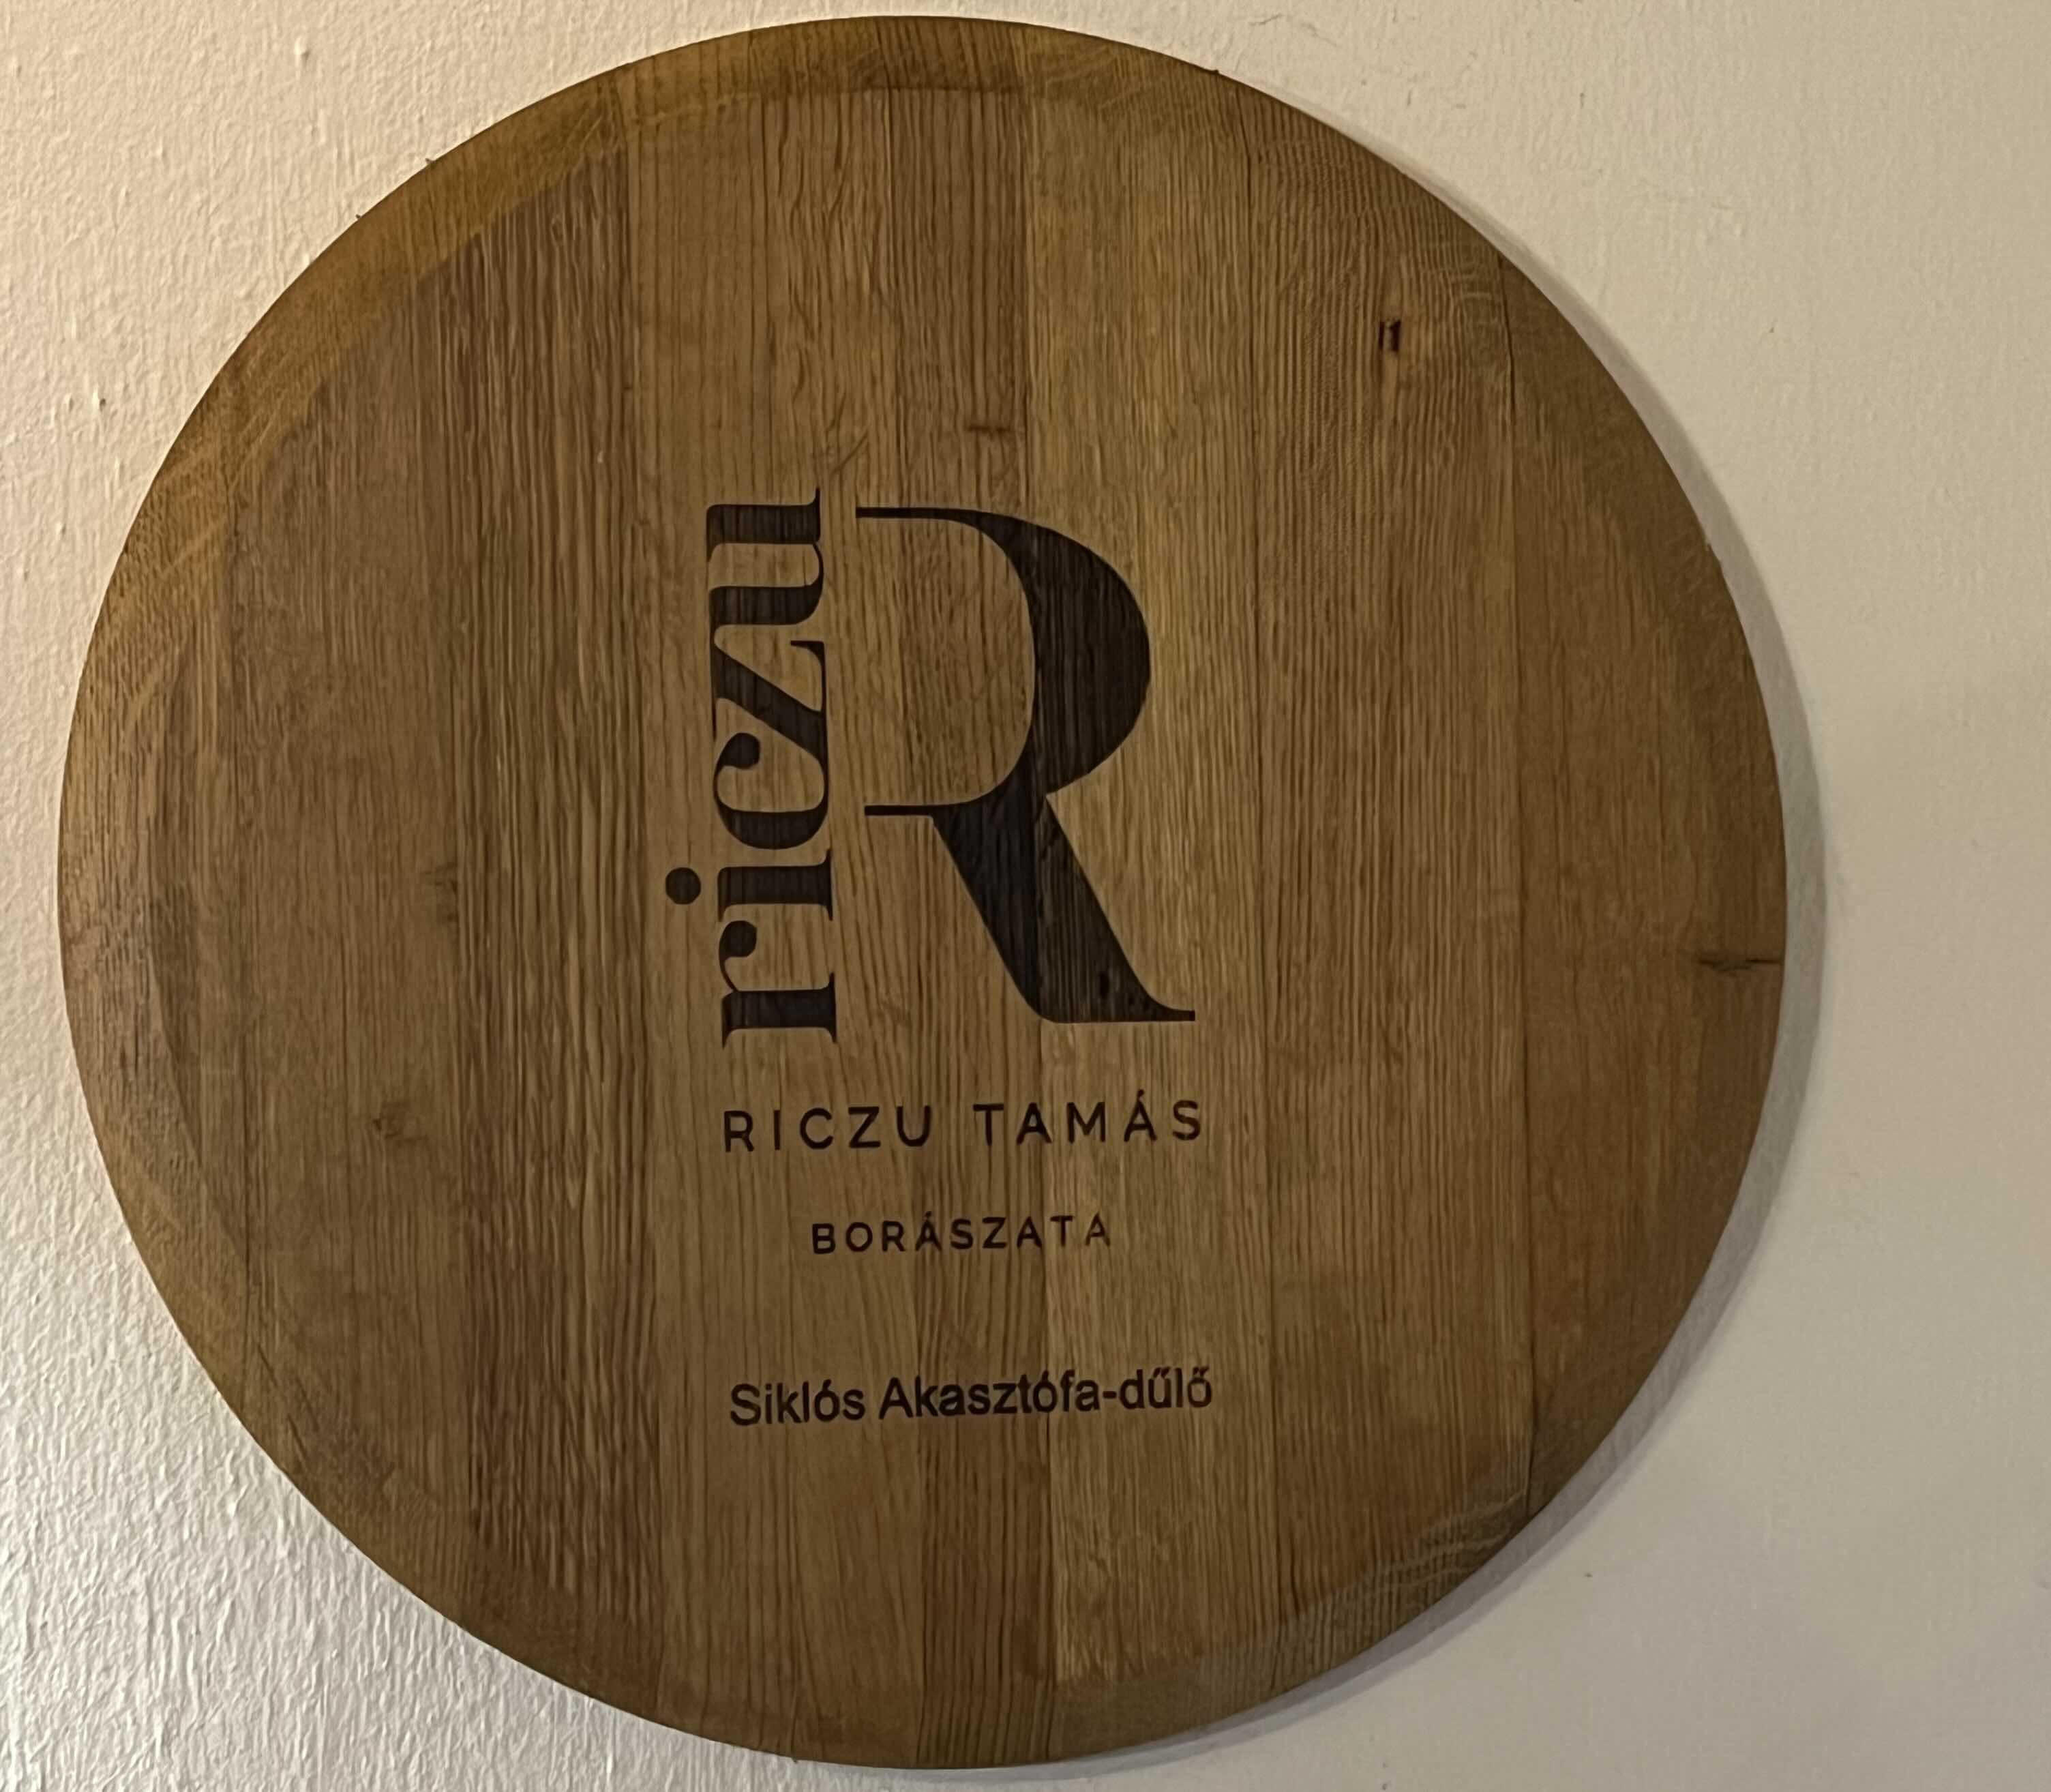 riczu
R
RICZU TAMÁS
BORÁSZATA
Siklós Akasztófa-dűlő